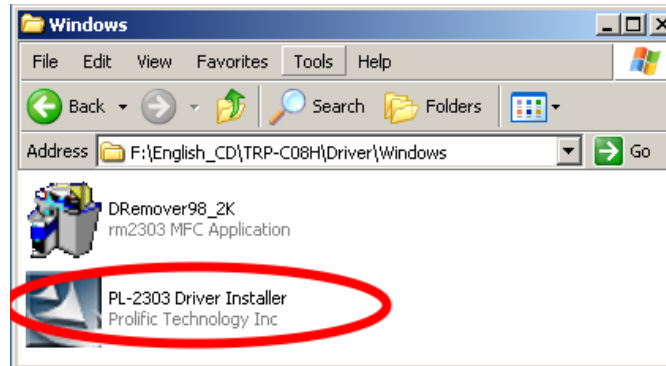 Windows
File Edit View Favorites Tools Help
Back Search Folders
Address F:\English_CD\TRP-C08H\Driver\Windows Go
DRemover98_2K
rm2303 MFC Application
PL-2303 Driver Installer
Prolific Technology Inc